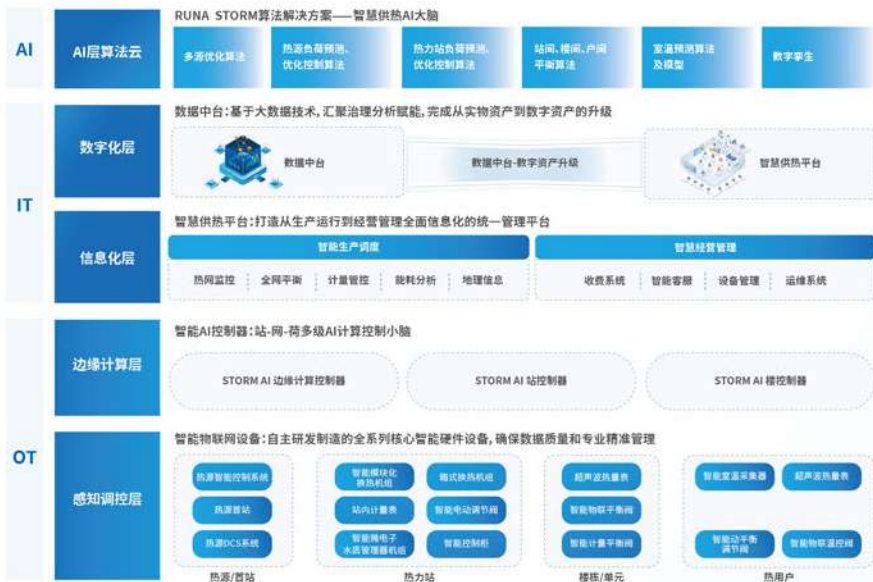 RUNA STORM算法解决方案——智慧供热AI大脑
AI
AI层算法云
多源优化算法
热源负荷预测、
优化控制算法
热力站负荷预测、
优化控制算法
站间、楼间、户间
平衡算法
室温预测算法
及模型
数字孪生
IT
数字化层
数据中台:基于大数据技术,汇聚治理分析赋能,完成从实物资产到数字资产的升级
数据中台
数据中台-数字资产升级
智慧供热平台
信息化层
智慧供热平台:打造从生产运行到经营管理全面信息化的统一管理平台
智能生产调度
智慧经营管理
热网监控
全网平衡
计量管控
能耗分析
地理信息
收费系统
智能客服
设备管理
运维系统
OT
边缘计算层
智能AI控制器:站-网-荷多级AI计算控制小脑
STORM AI 边缘计算控制器
STORM AI 站控制器
STORM AI 楼控制器
感知调控层
智能物联网设备:自主研发制造的全系列核心智能硬件设备,确保数据质量和专业精准管理
热源智能控制系统
热源首站
热源DCS系统
热源/首站
智能模块化
换热机组
箱式换热机组
站内计量表
智能电动调节阀
智能微电子
水质管理器机组
智能控制柜
热力站
超声波热量表
智能物联平衡阀
智能计量平衡阀
楼栋/单元
智能室温采集器
超声波热量表
智能动平衡
调节阀
智能物联温控阀
热用户